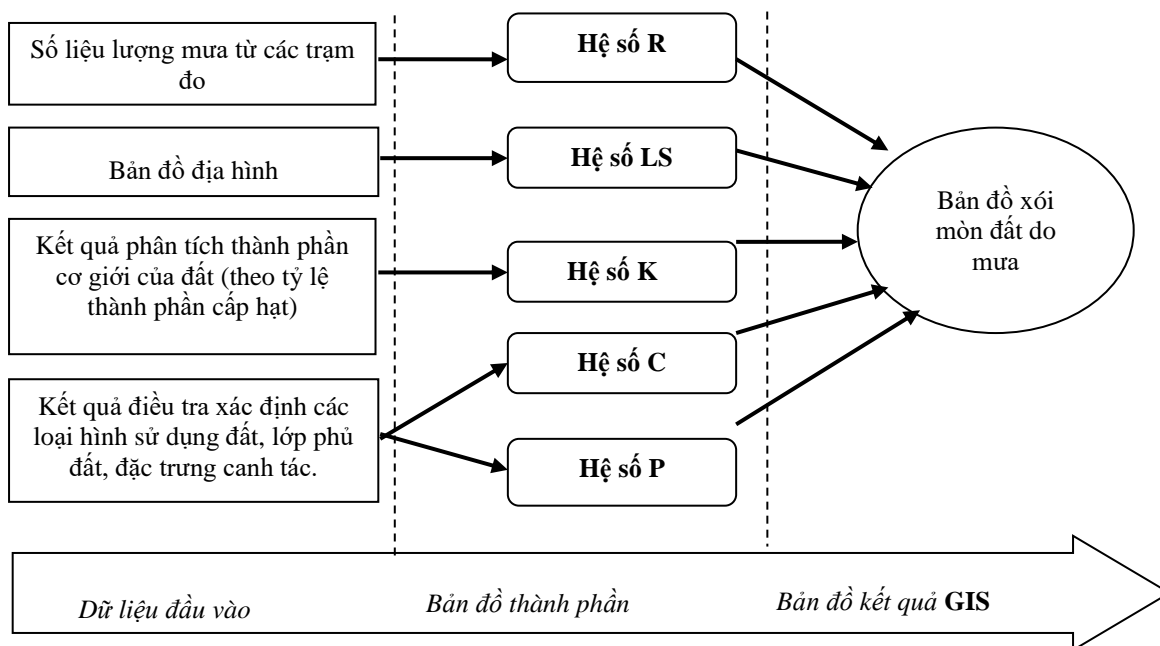 Số liệu lượng mưa từ các trạm
đo
Hệ số R
Bản đồ địa hình
Hệ số LS
Kết quả phân tích thành phần
cơ giới của đất (theo tỷ lệ
thành phần cấp hạt)
Hệ số K
Kết quả điều tra xác định các
loại hình sử dụng đất, lớp phủ
đất, đặc trưng canh tác.
Hệ số C
Hệ số P
Bản đồ xói
mòn đất do
mưa
Dữ liệu đầu vào
Bản đồ thành phần
Bản đồ kết quả GIS